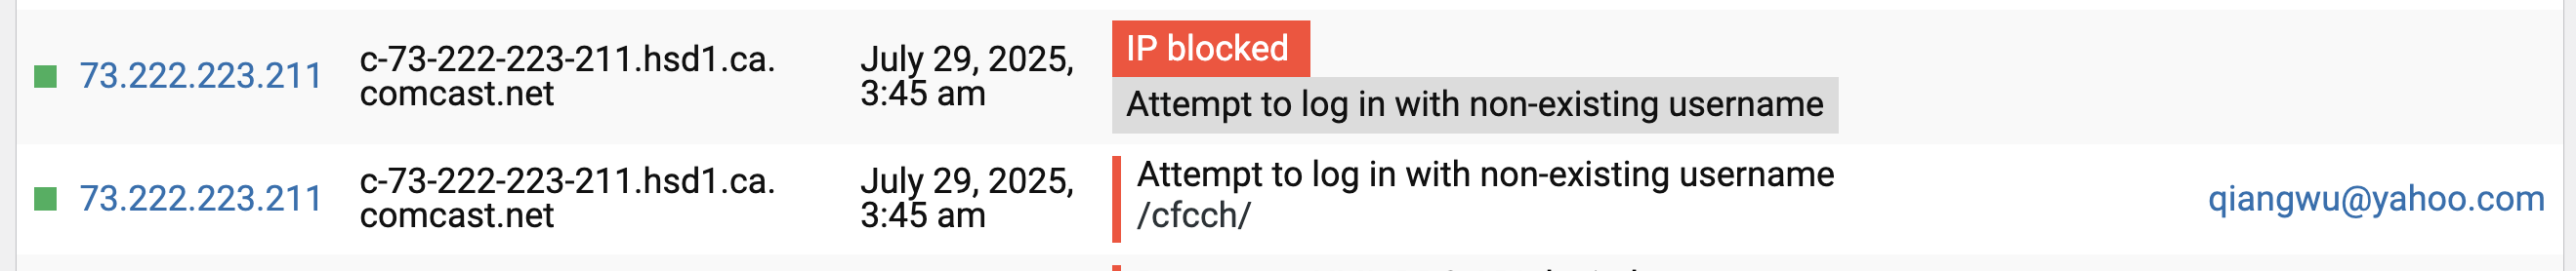 73.222.223.211
c-73-222-223-211.hsd1.ca.
comcast.net
July 29, 2025,
3:45 am
IP blocked
Attempt to log in with non-existing username
73.222.223.211
c-73-222-223-211.hsd1.ca.
comcast.net
July 29, 2025,
3:45 am
Attempt to log in with non-existing username
/cfcch/
qiangwu@yahoo.com